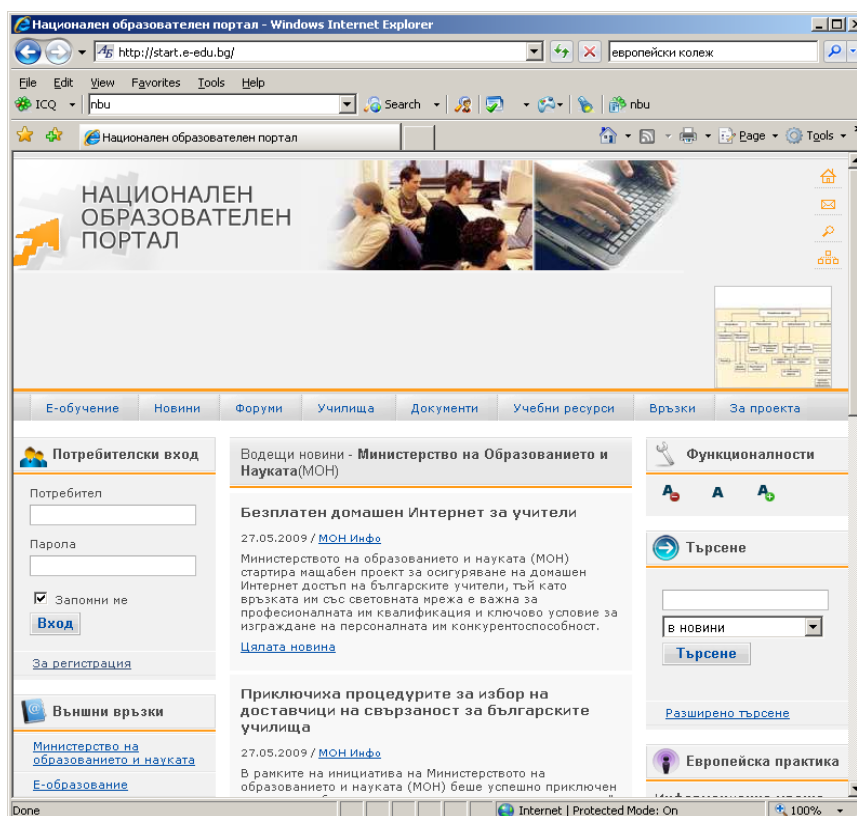 Национален образователен портал - Windows Internet Explorer
http://start.e-edu.bg/
европейски колеж
File Edit View Favorites Tools Help
ICQ nbu Search nbu
Национален образователен портал
Page Tools
НАЦИОНАЛЕН
ОБРАЗОВАТЕЛЕН
ПОРТАЛ
Е-обучение Новини Форуми Училища Документи Учебни ресурси Връзки За проекта
Потребителски вход
Потребител
Парола
Запомни ме
Вход
За регистрация
Външни връзки
Министерство на
образованието и науката
Е-образование
Водещи новини - Министерство на Образованието и
Науката(МОН)
Безплатен домашен Интернет за учители
27.05.2009 / МОН Инфо
Министерството на образованието и науката (МОН)
стартира мащабен проект за осигуряване на домашен
Интернет достъп на българските учители, тъй като
връзката им със световната мрежа е важна за
професионалната им квалификация и ключово условие за
изграждане на персоналната им конкурентоспособност.
Цялата новина
Приключиха процедурите за избор на
доставчици на свързаност за българските
училища
27.05.2009 / МОН Инфо
В рамките на инициатива на Министерството на
образованието и науката (МОН) беше успешно приключен
Функционалности
А А А
Търсене
в новини
Търсене
Разширено търсене
Европейска практика
Done
Internet | Protected Mode: On
100%